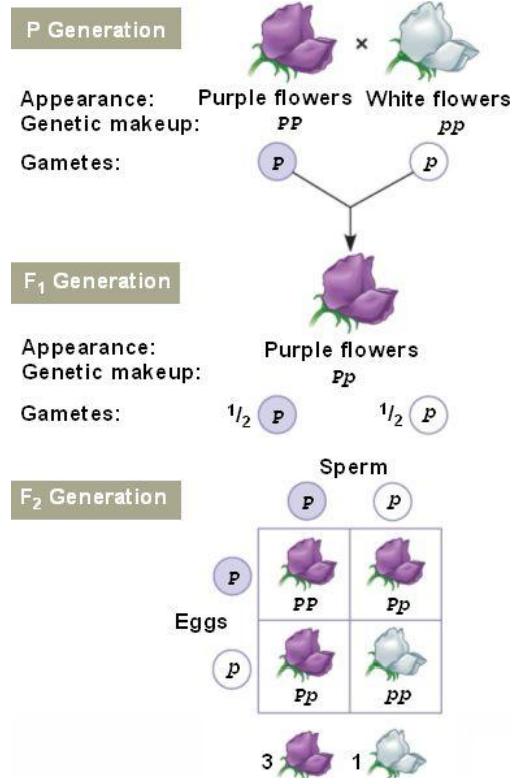 P Generation
×
Appearance: Purple flowers White flowers
Genetic makeup: PP pp
Gametes: P p
F₁ Generation
Appearance: Purple flowers
Genetic makeup: Pp
Gametes: 1/2 P 1/2 p
Sperm
F₂ Generation
P p
P
PP Pp
Eggs
p
Pp pp
3 1